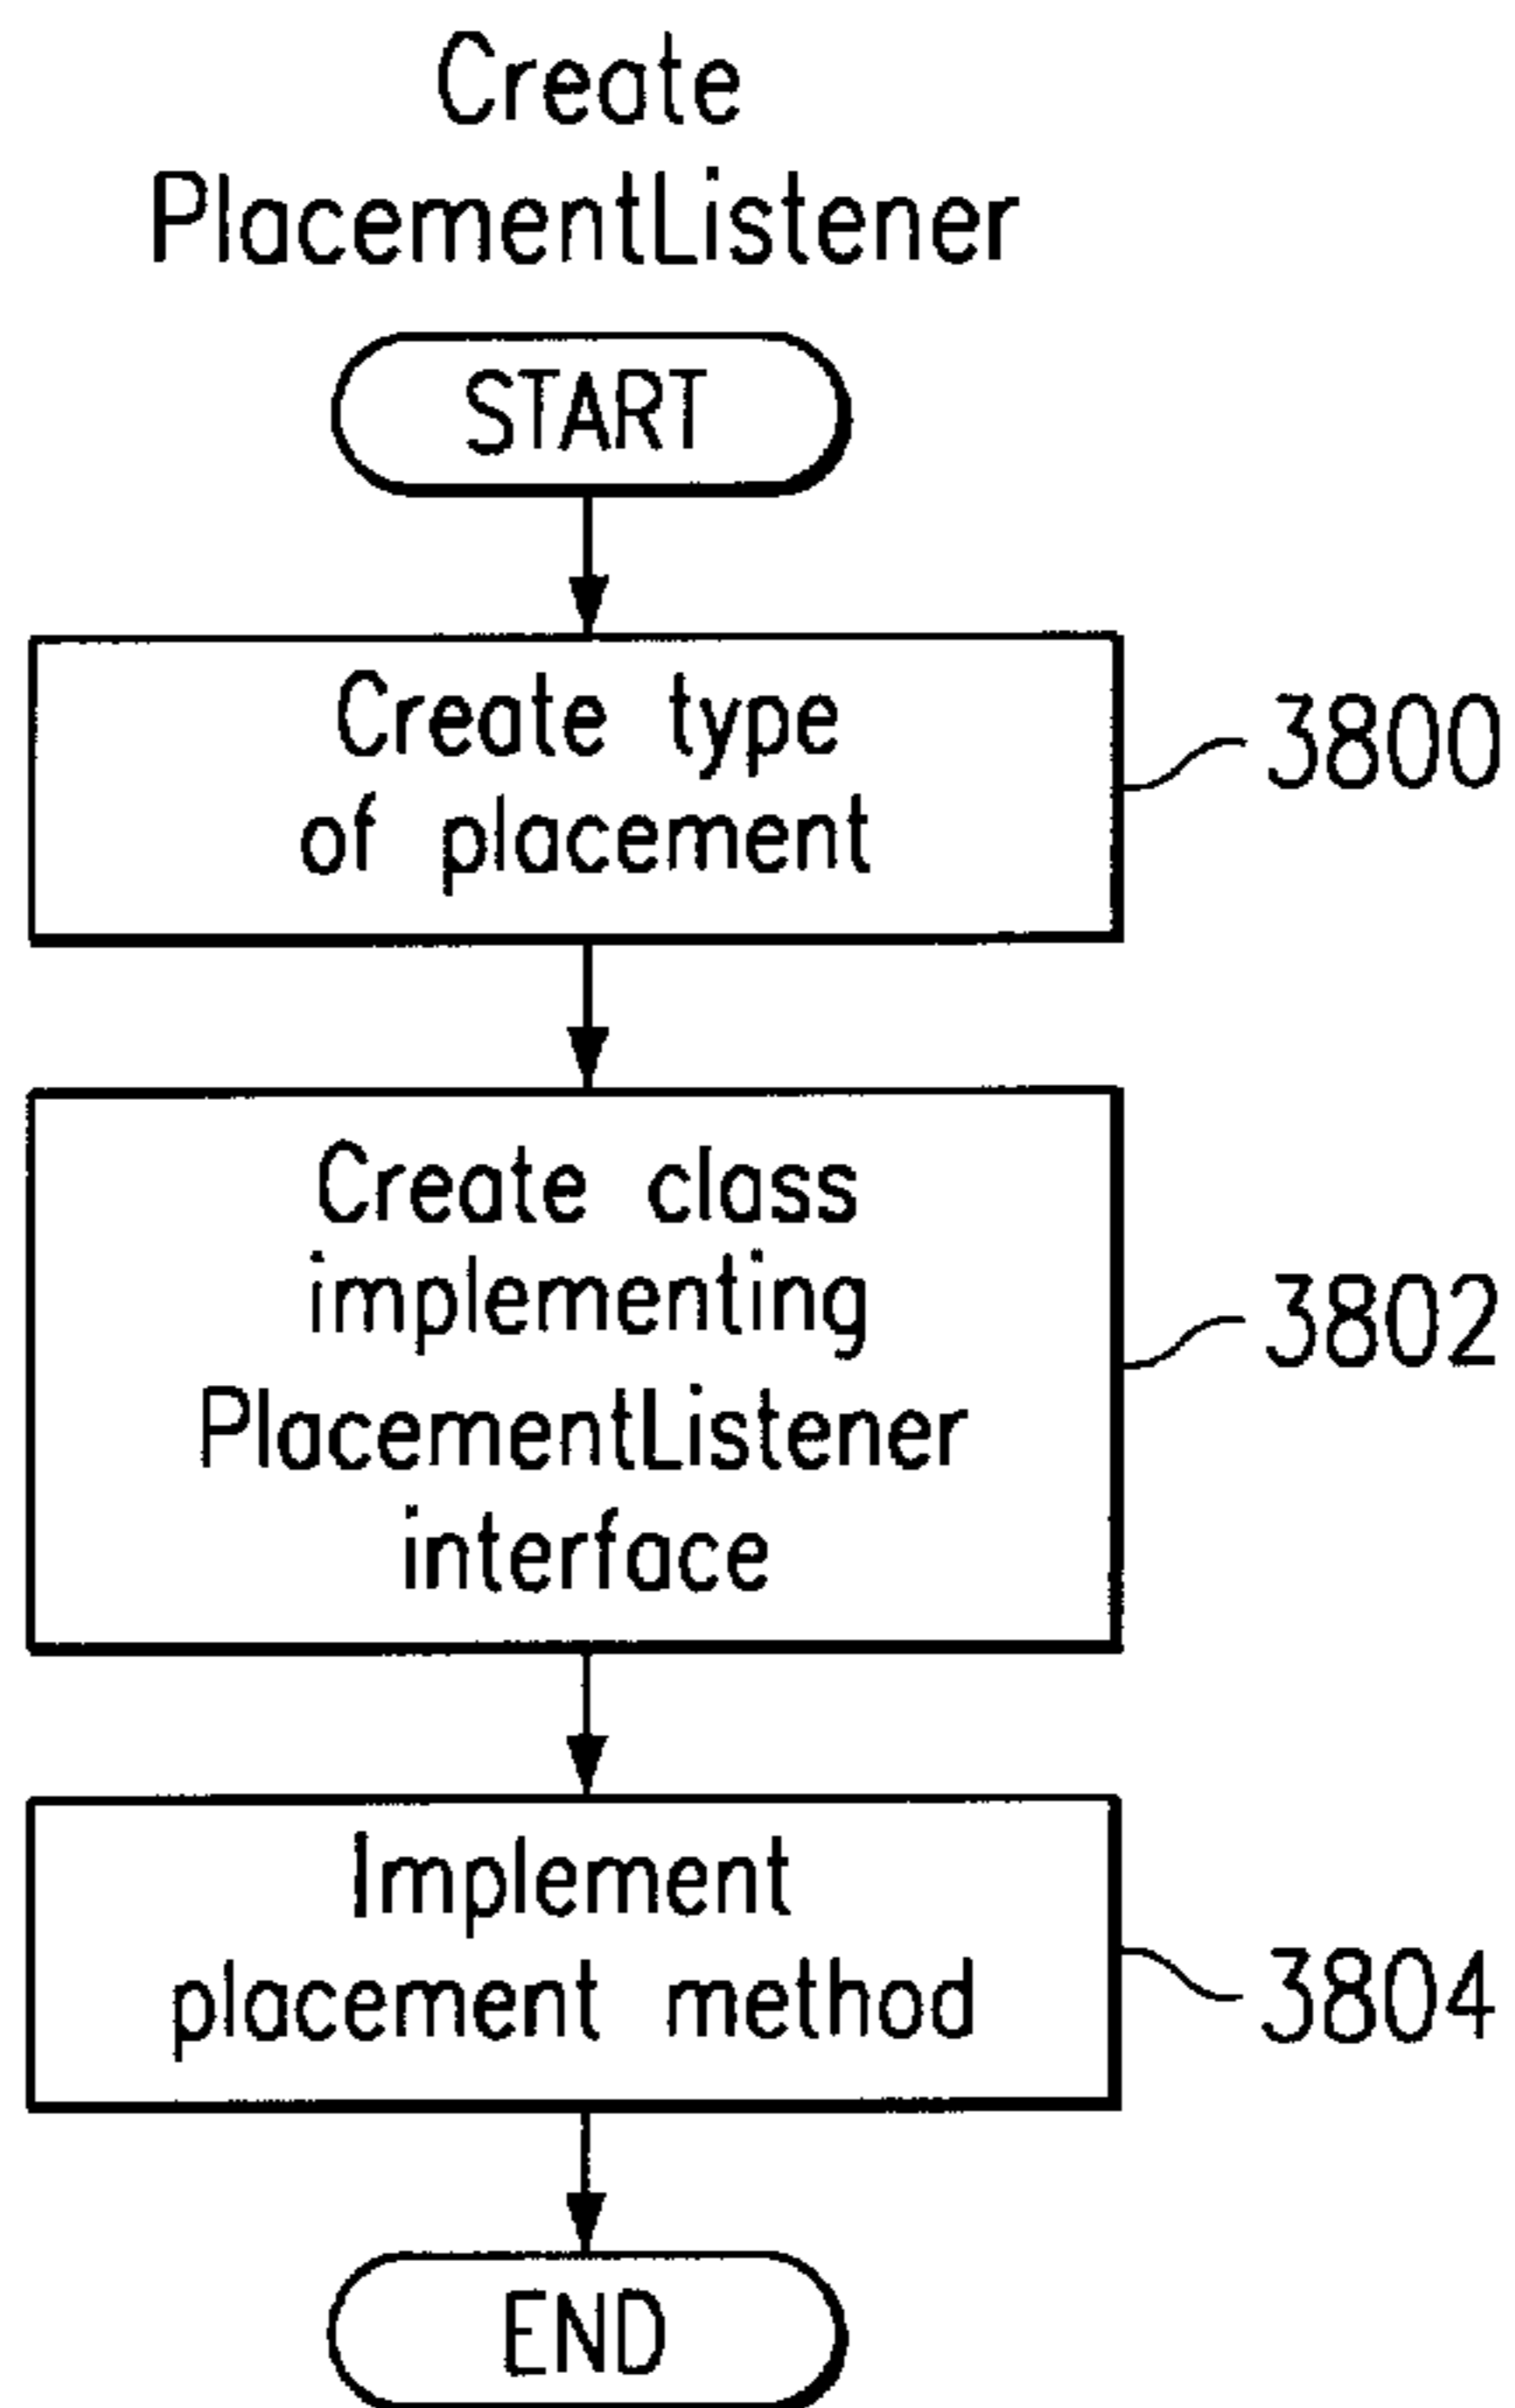 Create
PlacementListener
START
Create type
of placement
3800
Create class
implementing
PlacementListener
interface
3802
Implement
placement method
3804
END